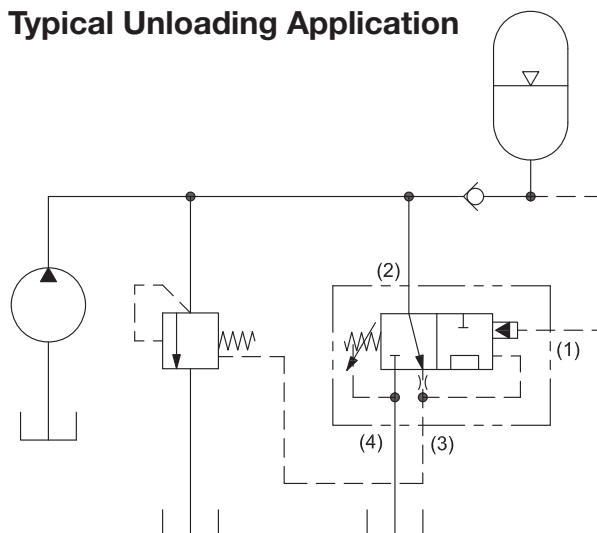 Typical Unloading Application
(2)
(1)
(4)
(3)